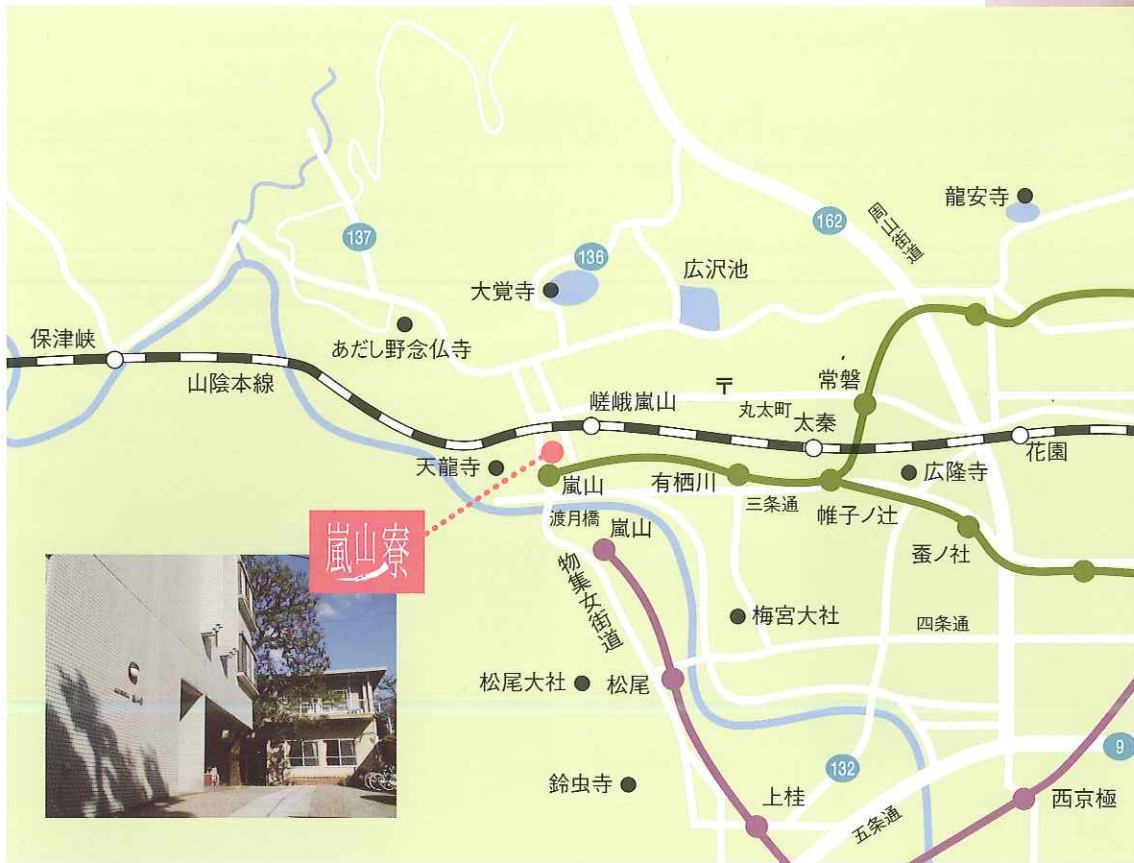 龍安寺
162
周山街道
137
136
広沢池
大覚寺
保津峡
あだし野念仏寺
山陰本線
〒
常磐
嵯峨嵐山
丸太町
太秦
花園
天龍寺
嵐山
有栖川
広隆寺
三条通
帷子ノ辻
渡月橋
嵐山
嵐山寮
蚕ノ社
物集女街道
梅宮大社
四条通
松尾大社
松尾
9
132
鈴虫寺
上桂
西京極
五条通